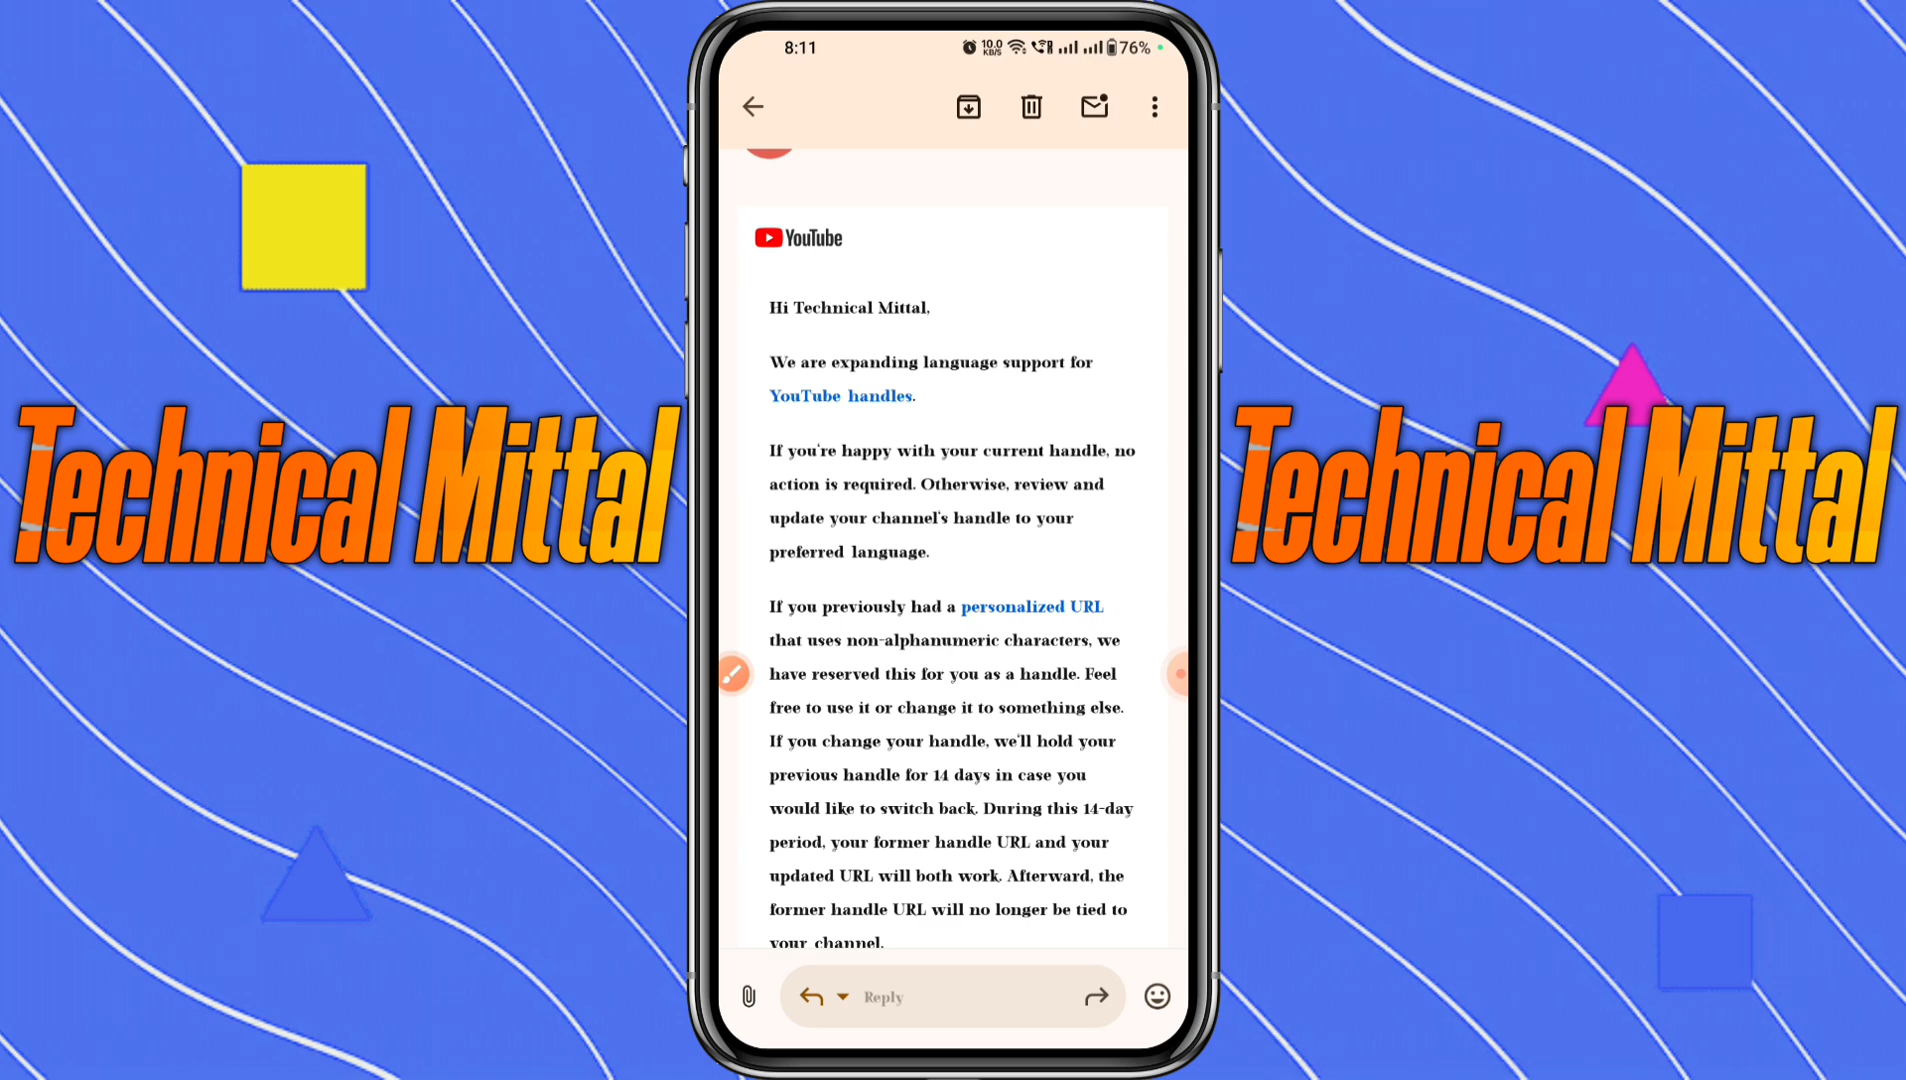 8:11
10.0
KB/S
76%
YouTube
Hi Technical Mittal,
We are expanding language support for
YouTube handles.
If you're happy with your current handle, no
action is required. Otherwise, review and
update your channel's handle to your
preferred language.
If you previously had a personalized URL
that uses non-alphanumeric characters, we
have reserved this for you as a handle. Feel
free to use it or change it to something else.
If you change your handle, we'll hold your
previous handle for 14 days in case you
would like to switch back. During this 14-day
period, your former handle URL and your
updated URL will both work. Afterward, the
former handle URL will no longer be tied to
your channel.
Reply
Technical Mittal
Technical Mittal